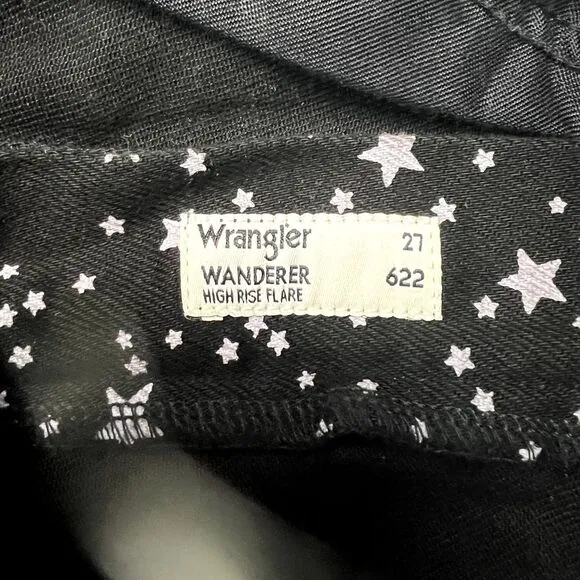 Wrangler 27
WANDERER 622
HIGH RISE FLARE